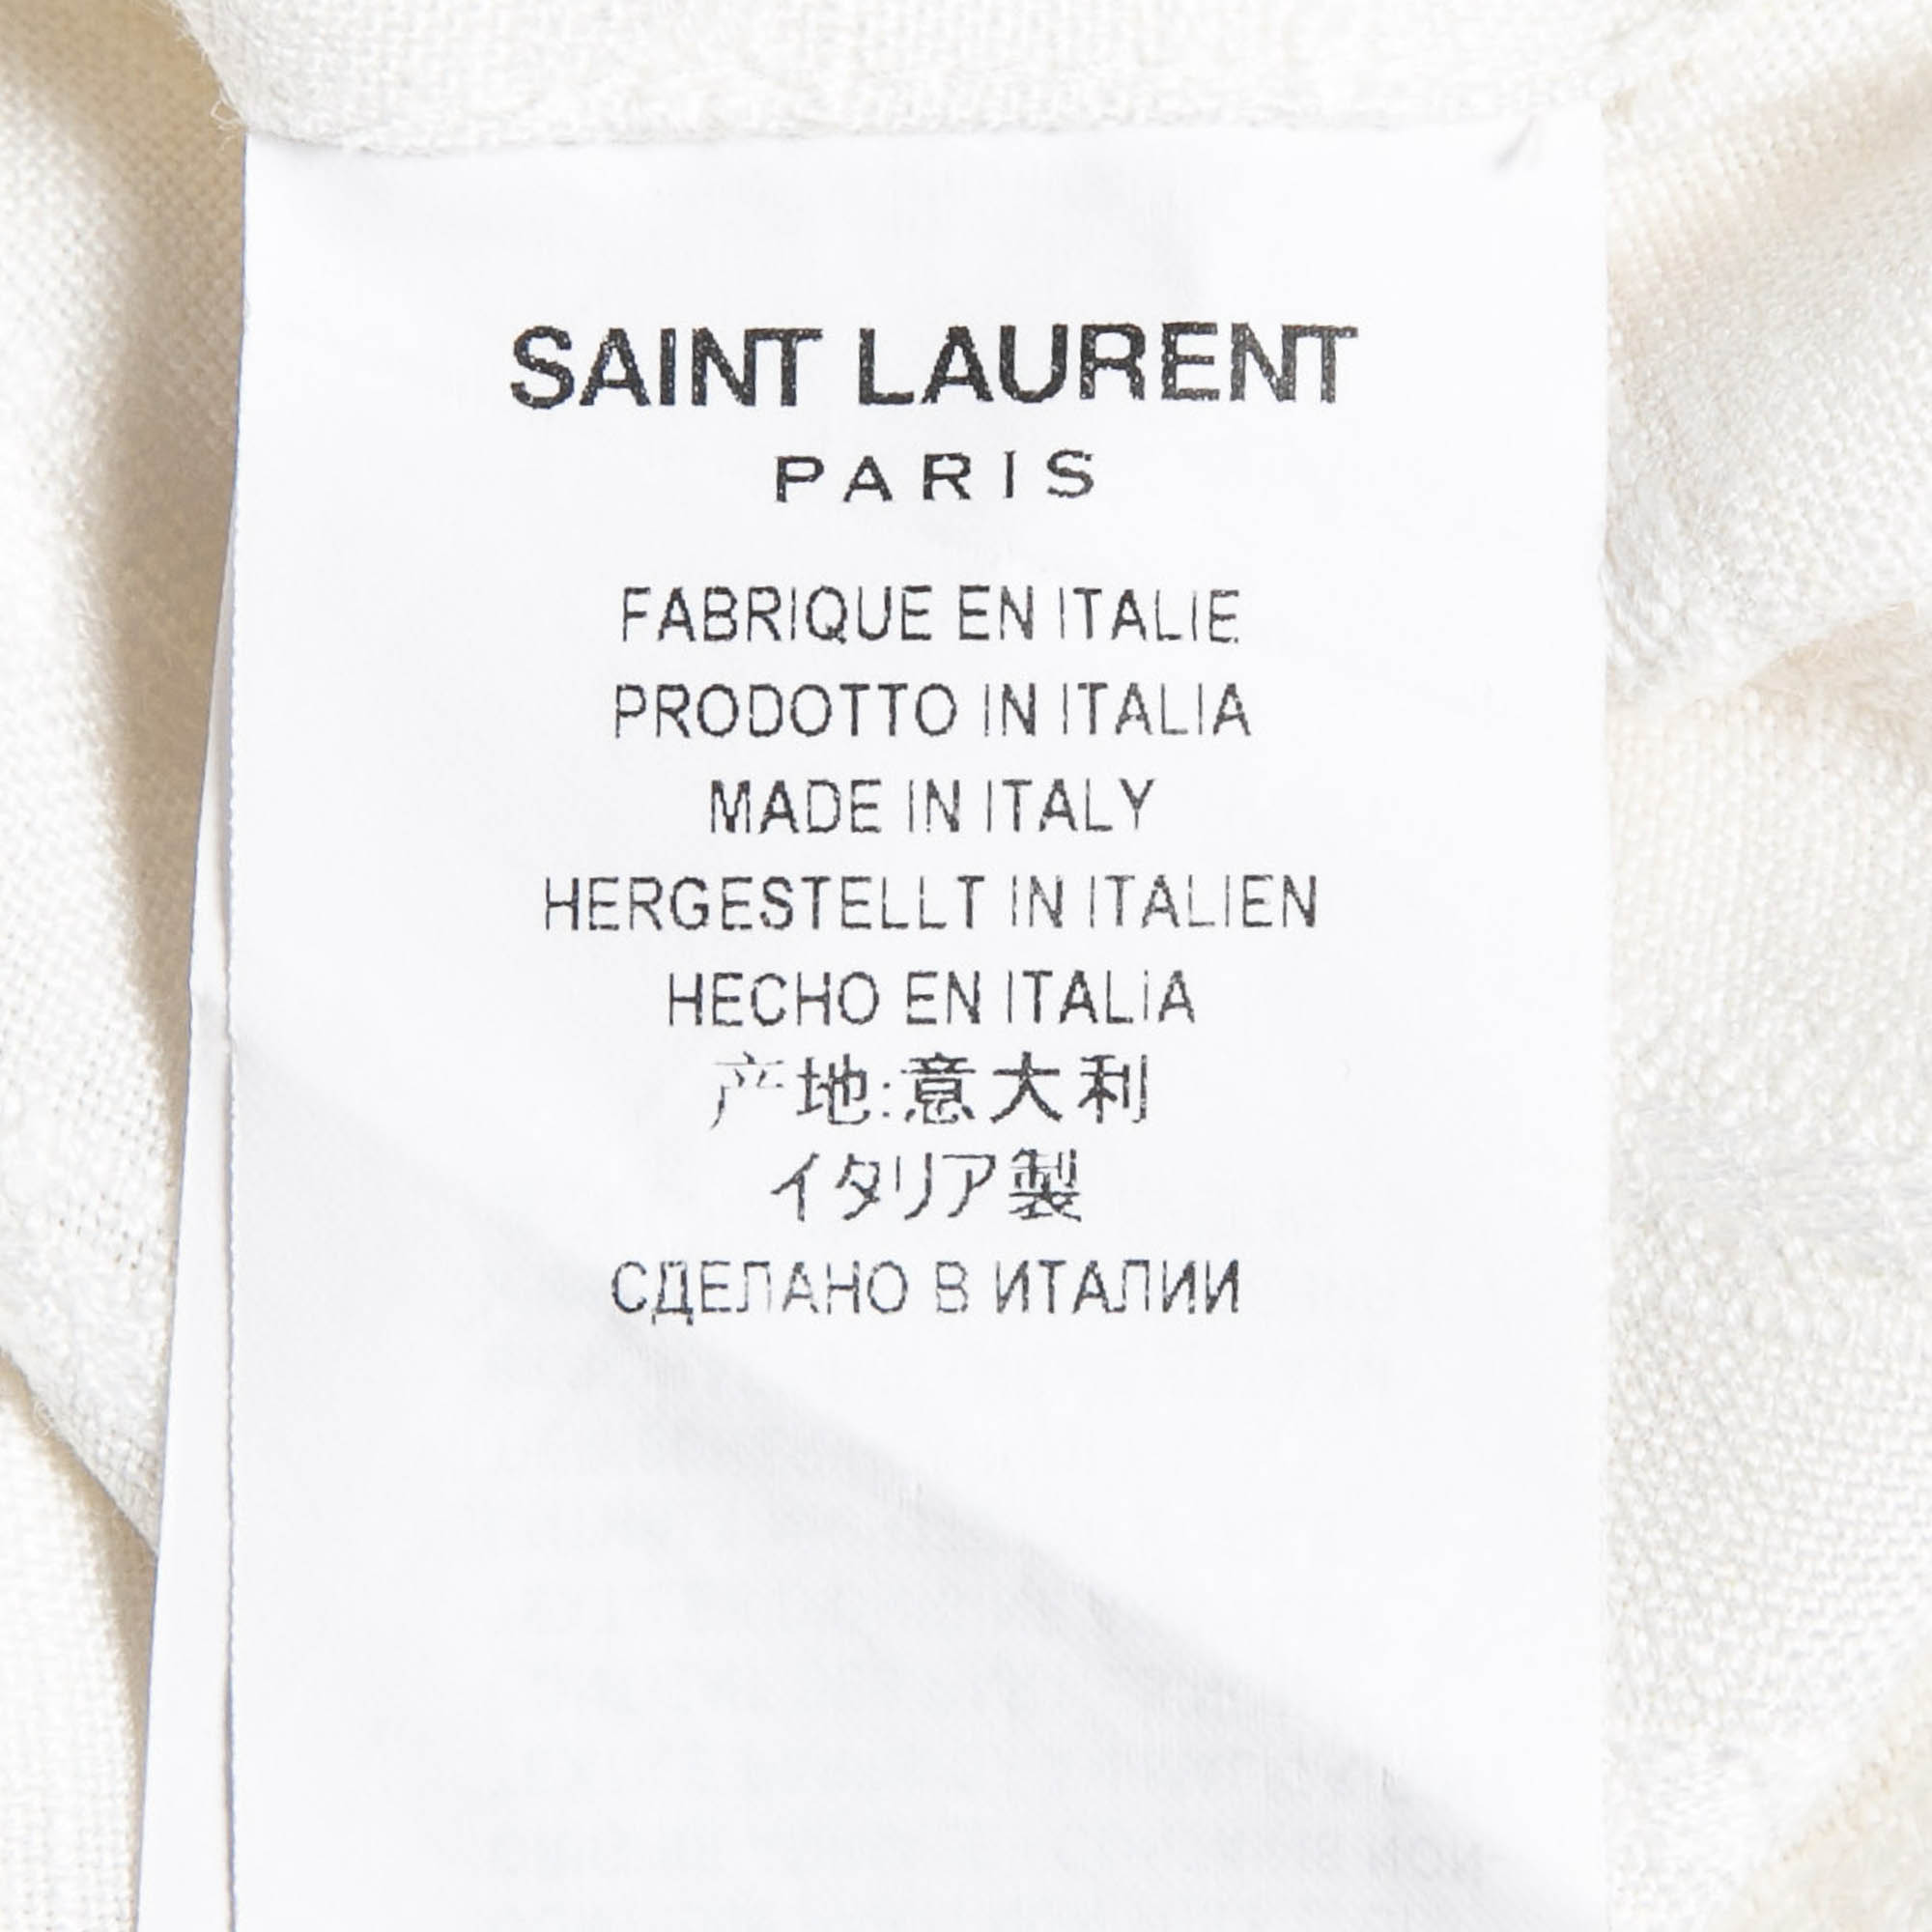 SAINT LAURENT
PARIS
FABRIQUE EN ITALIE
PRODOTTO IN ITALIA
MADE IN ITALY
HERGESTELLT IN ITALIEN
HECHO EN ITALIA
产地:意大利
イタリア製
СДЕЛАНО В ИТАЛИИ